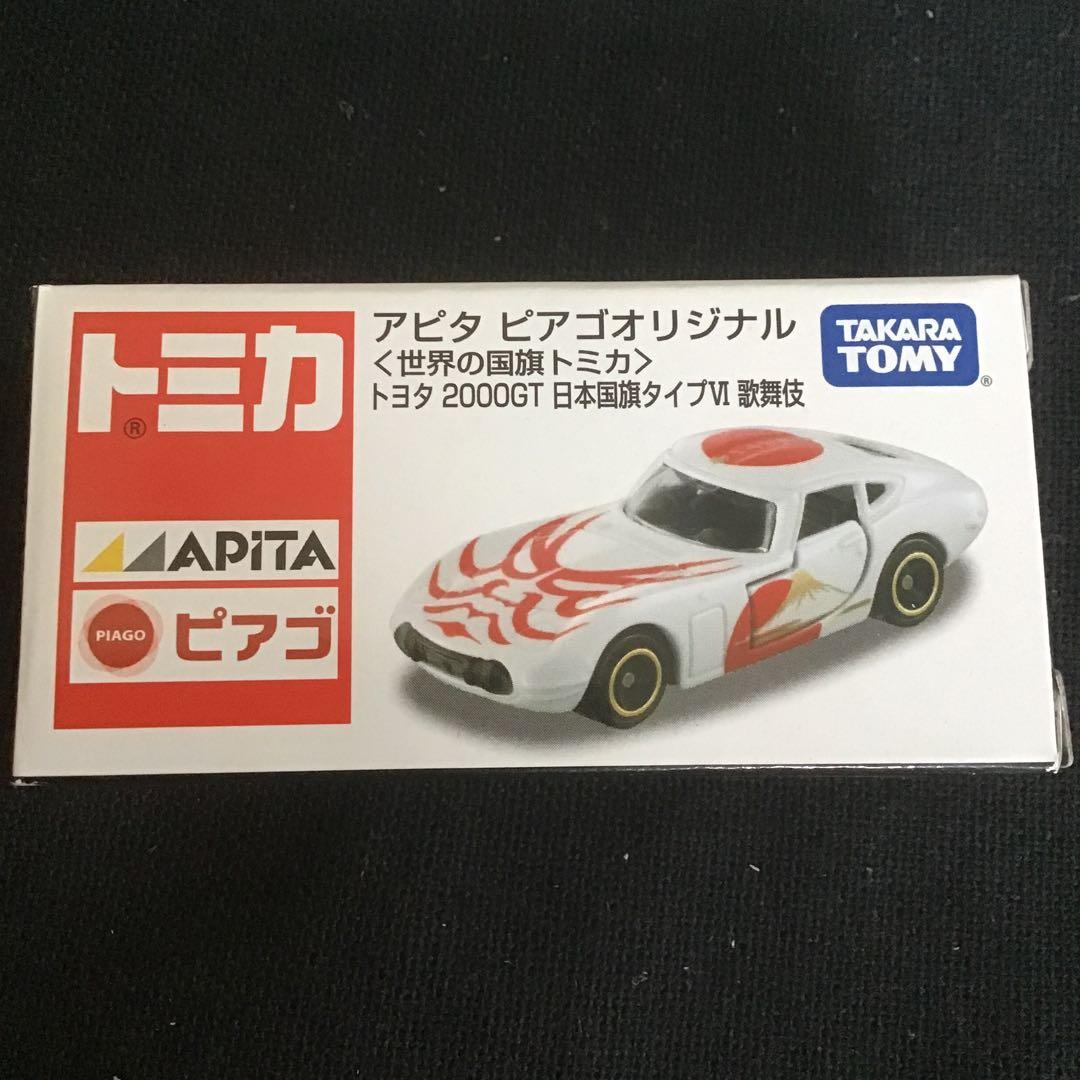 トミカ
®
APiTA
PIAGO
ピアゴ
アピタ ピアゴオリジナル
<世界の国旗トミカ>
トヨタ 2000GT 日本国旗タイプⅥ 歌舞伎
TAKARA
TOMY
®